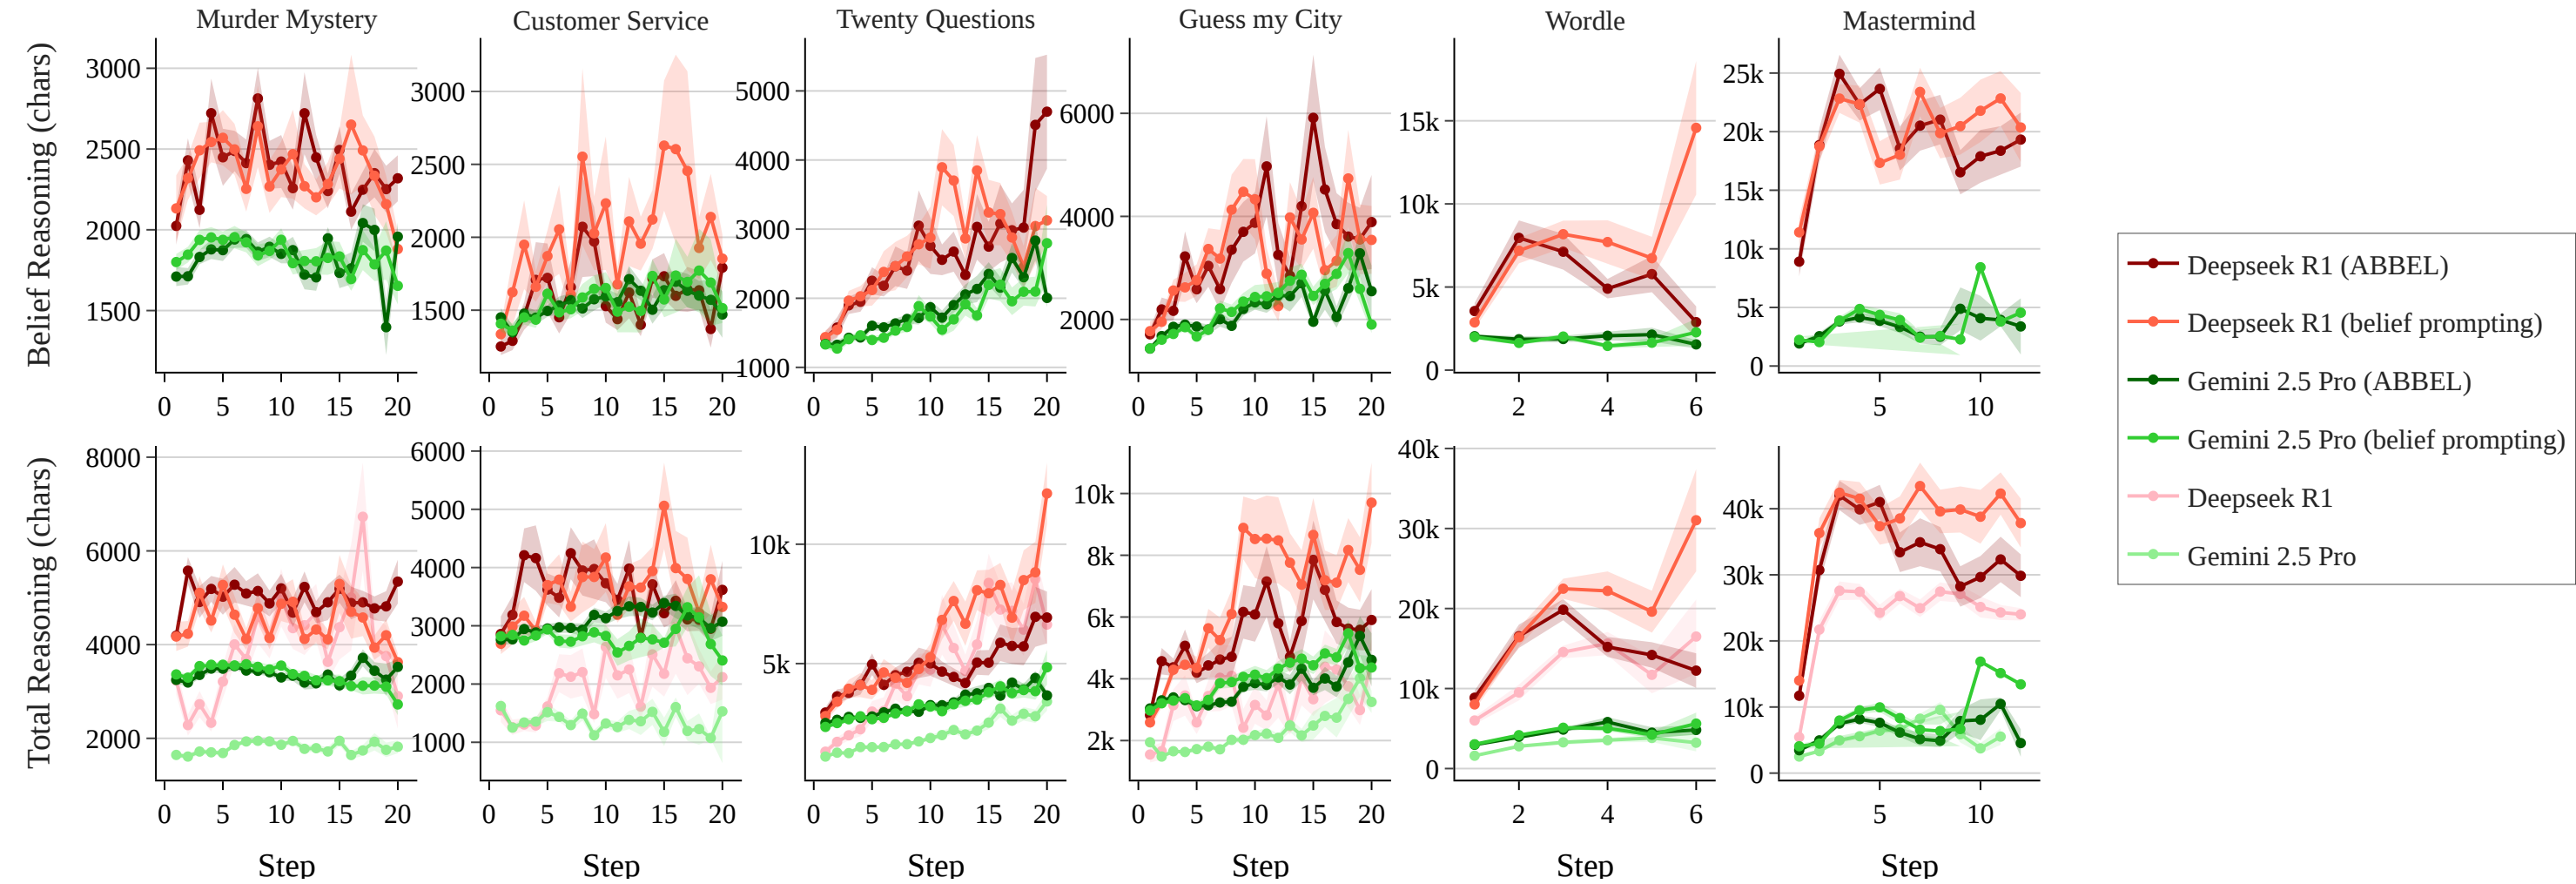 Murder Mystery
Customer Service
Twenty Questions
Guess my City
Wordle
Mastermind
Belief Reasoning (chars)
3000
2500
2000
1500
0 5 10 15 20
3000
2500
2000
1500
0 5 10 15 20
5000
4000
3000
2000
1000
0 5 10 15 20
6000
4000
2000
0 5 10 15 20
15k
10k
5k
0
2 4 6
25k
20k
15k
10k
5k
0
5 10
Deepseek R1 (ABBEL)
Deepseek R1 (belief prompting)
Gemini 2.5 Pro (ABBEL)
Gemini 2.5 Pro (belief prompting)
Deepseek R1
Gemini 2.5 Pro
Total Reasoning (chars)
8000
6000
4000
2000
0 5 10 15 20
Step
6000
5000
4000
3000
2000
1000
0 5 10 15 20
Step
10k
5k
0 5 10 15 20
Step
10k
8k
6k
4k
2k
0 5 10 15 20
Step
40k
30k
20k
10k
0
2 4 6
Step
40k
30k
20k
10k
0
5 10
Step